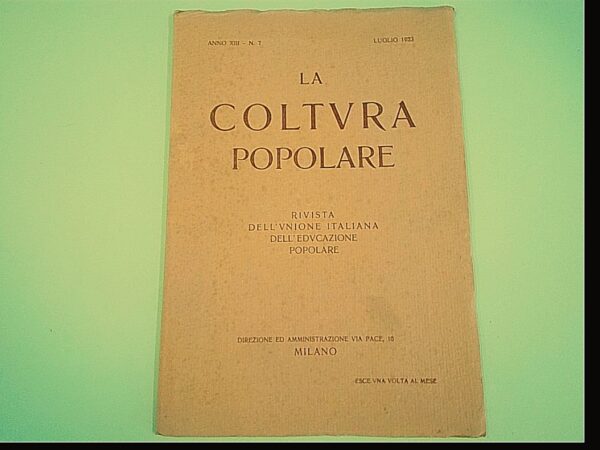 ANNO XIII - N. 7
LUGLIO 1923
LA
COLTVRA
POPOLARE
RIVISTA
DELL'VNIONE ITALIANA
DELL'EDVCAZIONE
POPOLARE
DIREZIONE ED AMMINISTRAZIONE VIA PACE, 10
MILANO
ESCE VNA VOLTA AL MESE